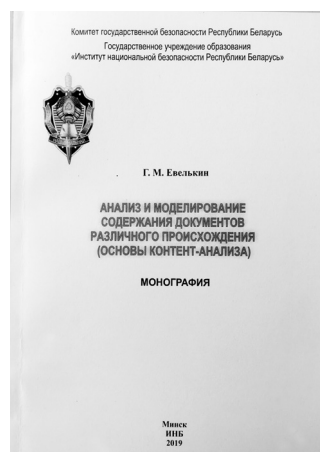 Комитет государственной безопасности Республики Беларусь
Государственное учреждение образования
«Институт национальной безопасности Республики Беларусь»
Г. М. Евелькин
АНАЛИЗ И МОДЕЛИРОВАНИЕ
СОДЕРЖАНИЯ ДОКУМЕНТОВ
РАЗЛИЧНОГО ПРОИСХОЖДЕНИЯ
(ОСНОВЫ КОНТЕНТ-АНАЛИЗА)
МОНОГРАФИЯ
Минск
ИНБ
2019